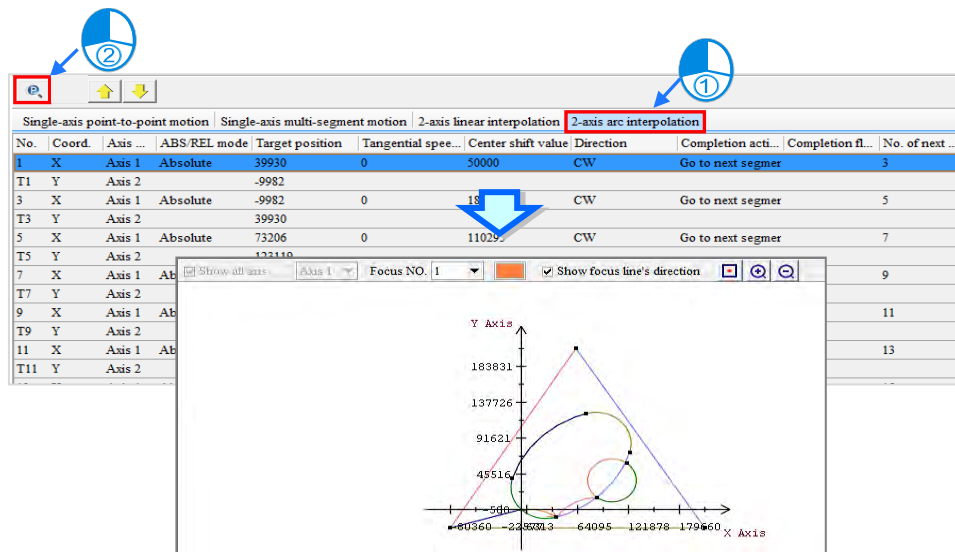 ②
①
Single-axis point-to-point motion Single-axis multi-segment motion 2-axis linear interpolation 2-axis arc interpolation
No. Coord. Axis ... ABS/REL mode Target position Tangential spee... Center shift value Direction Completion acti... Completion fl... No. of next ...
1 X Axis 1 Absolute 39930 0 50000 CW Go to next segmer 3
T1 Y Axis 2 -9982
3 X Axis 1 Absolute -9982 0 CW Go to next segmer 5
T3 Y Axis 2 39930
5 X Axis 1 Absolute 73206 0 CW Go to next segmer 7
T5 Y Axis 2
Show all axis Axis 1 Focus NO. 1 Show focus line's direction
7 X Axis 1 Ab 9
T7 Y Axis 2
9 X Axis 1 Ab 11
T9 Y Axis 2
11 X Axis 1 Ab 13
T11 Y Axis 2
Y Axis
183831
137726
91621
45516
-500
-80360 64095 121878 179660
X Axis